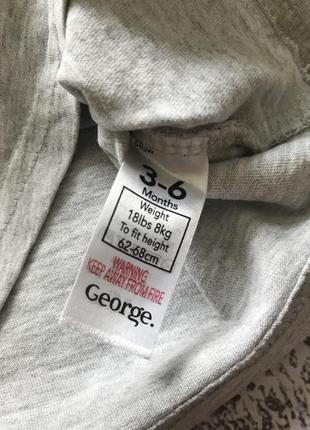 3-6
Months
Weight
18lbs 8kg
To fit height
62-68cm
WARNING
KEEP AWAY FROM FIRE
George.